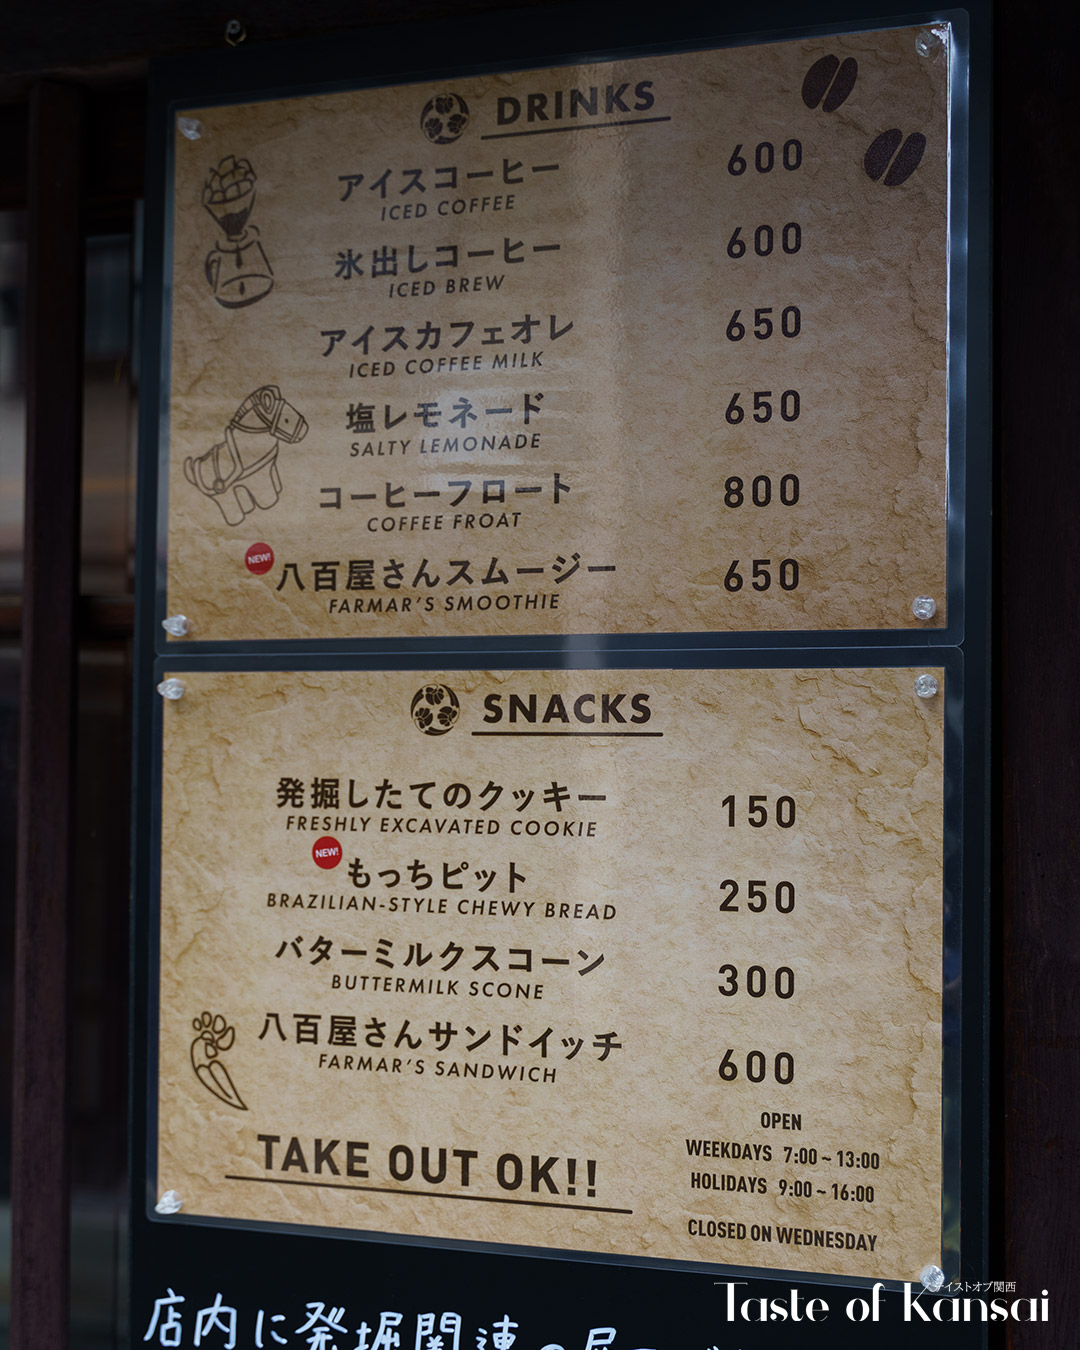 DRINKS
アイスコーヒー 600
ICED COFFEE
氷出しコーヒー 600
ICED BREW
アイスカフェオレ 650
ICED COFFEE MILK
塩レモネード 650
SALTY LEMONADE
コーヒーフロート 800
COFFEE FROAT
NEW!
八百屋さんスムージー 650
FARMAR'S SMOOTHIE
SNACKS
発掘したてのクッキー 150
FRESHLY EXCAVATED COOKIE
NEW!
もっちピット 250
BRAZILIAN-STYLE CHEWY BREAD
バターミルクスコーン 300
BUTTERMILK SCONE
八百屋さんサンドイッチ 600
FARMAR'S SANDWICH
TAKE OUT OK!!
OPEN
WEEKDAYS 7:00~13:00
HOLIDAYS 9:00~16:00
CLOSED ON WEDNESDAY
店内に発掘関連の
テイストオブ関西
Taste of Kansai